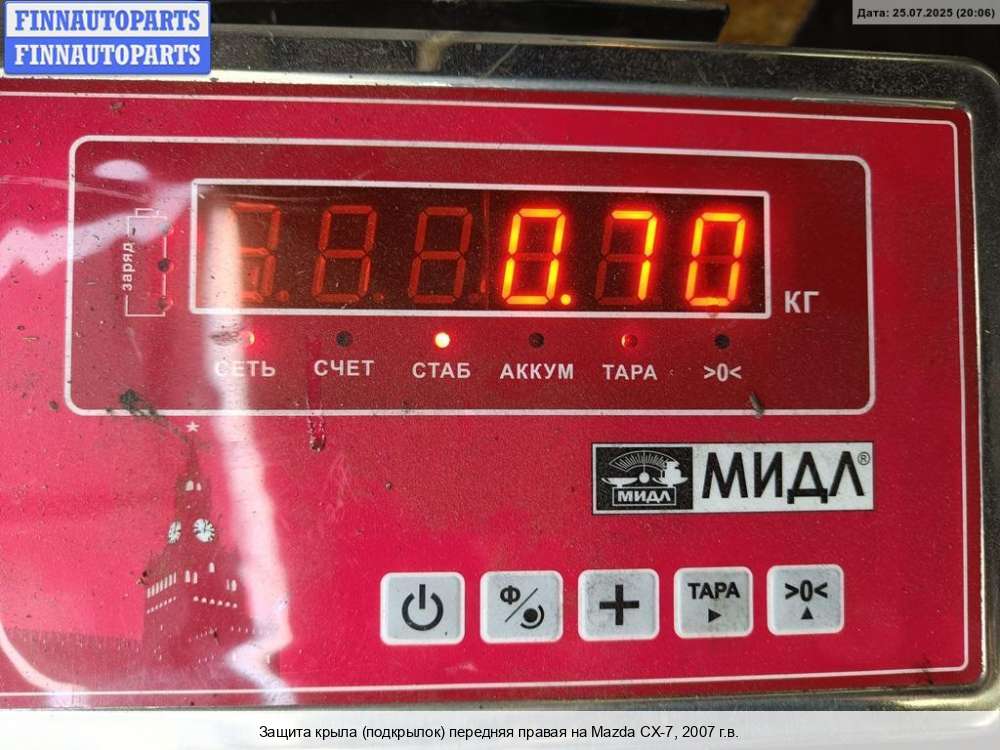 FINNAUTOPARTS
FINNAUTOPARTS
Дата: 25.07.2025 (20:06)
заряд
0.70
КГ
СЕТЬ СЧЕТ СТАБ АККУМ ТАРА >0<
МИДЛ
МИДЛ®
Ф ТАРА >0<
Защита крыла (подкрылок) передняя правая на Mazda CX-7, 2007 г.в.